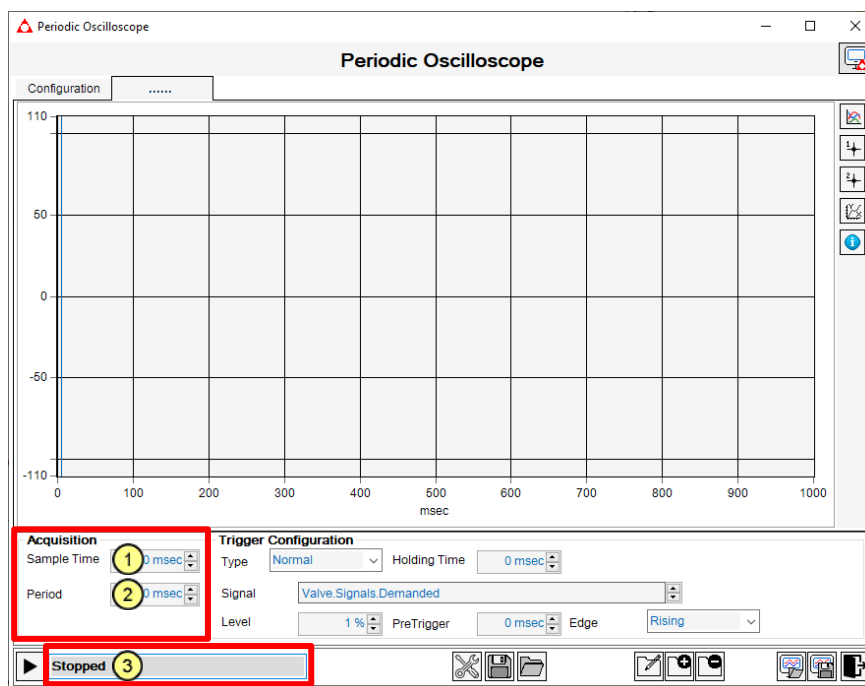 Periodic Oscilloscope
Periodic Oscilloscope
Configuration ......
110
50
0
-50
-110
0 100 200 300 400 500 600 700 800 900 1000
msec
Acquisition Trigger Configuration
Sample Time 1 0 msec Type Normal Holding Time 0 msec
Period 2 0 msec Signal Valve.Signals.Demanded
Level 1 % PreTrigger 0 msec Edge Rising
Stopped 3
1
2